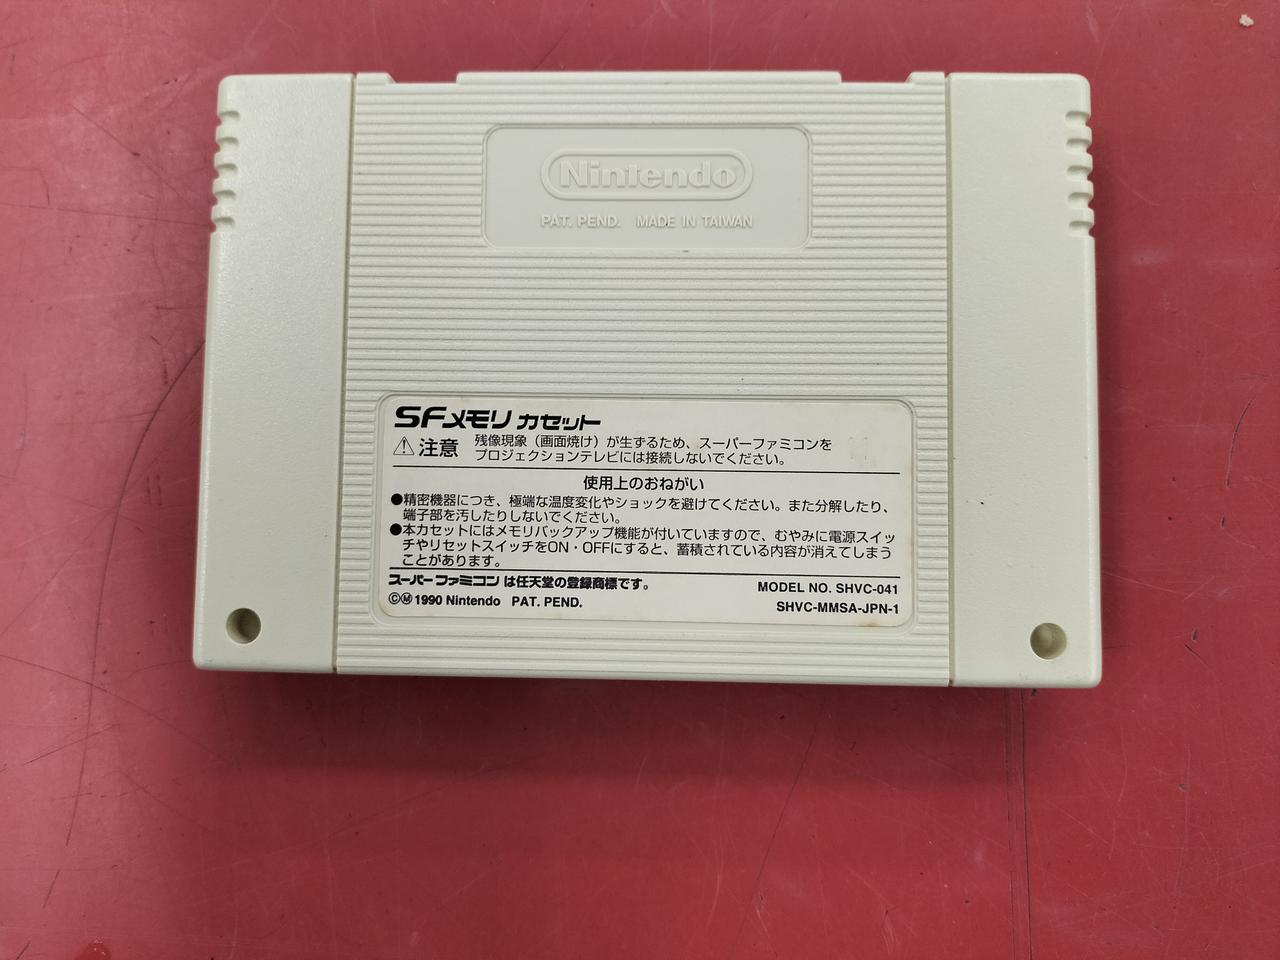 Nintendo
PAT. PEND. MADE IN TAIWAN
SFメモリ カセット
注意 残像現象（画面焼け）が生ずるため、スーパーファミコンを
プロジェクションテレビには接続しないでください。
使用上のおねがい
●精密機器につき、極端な温度変化やショックを避けてください。また分解したり、
端子部を汚したりしないでください。
●本カセットにはメモリバックアップ機能が付いていますので、むやみに電源スイッ
チやリセットスイッチをON・OFFにすると、蓄積されている内容が消えてしまう
ことがあります。
スーパーファミコンは任天堂の登録商標です。
MODEL NO. SHVC-041
©Ⓜ1990 Nintendo PAT. PEND.
SHVC-MMSA-JPN-1